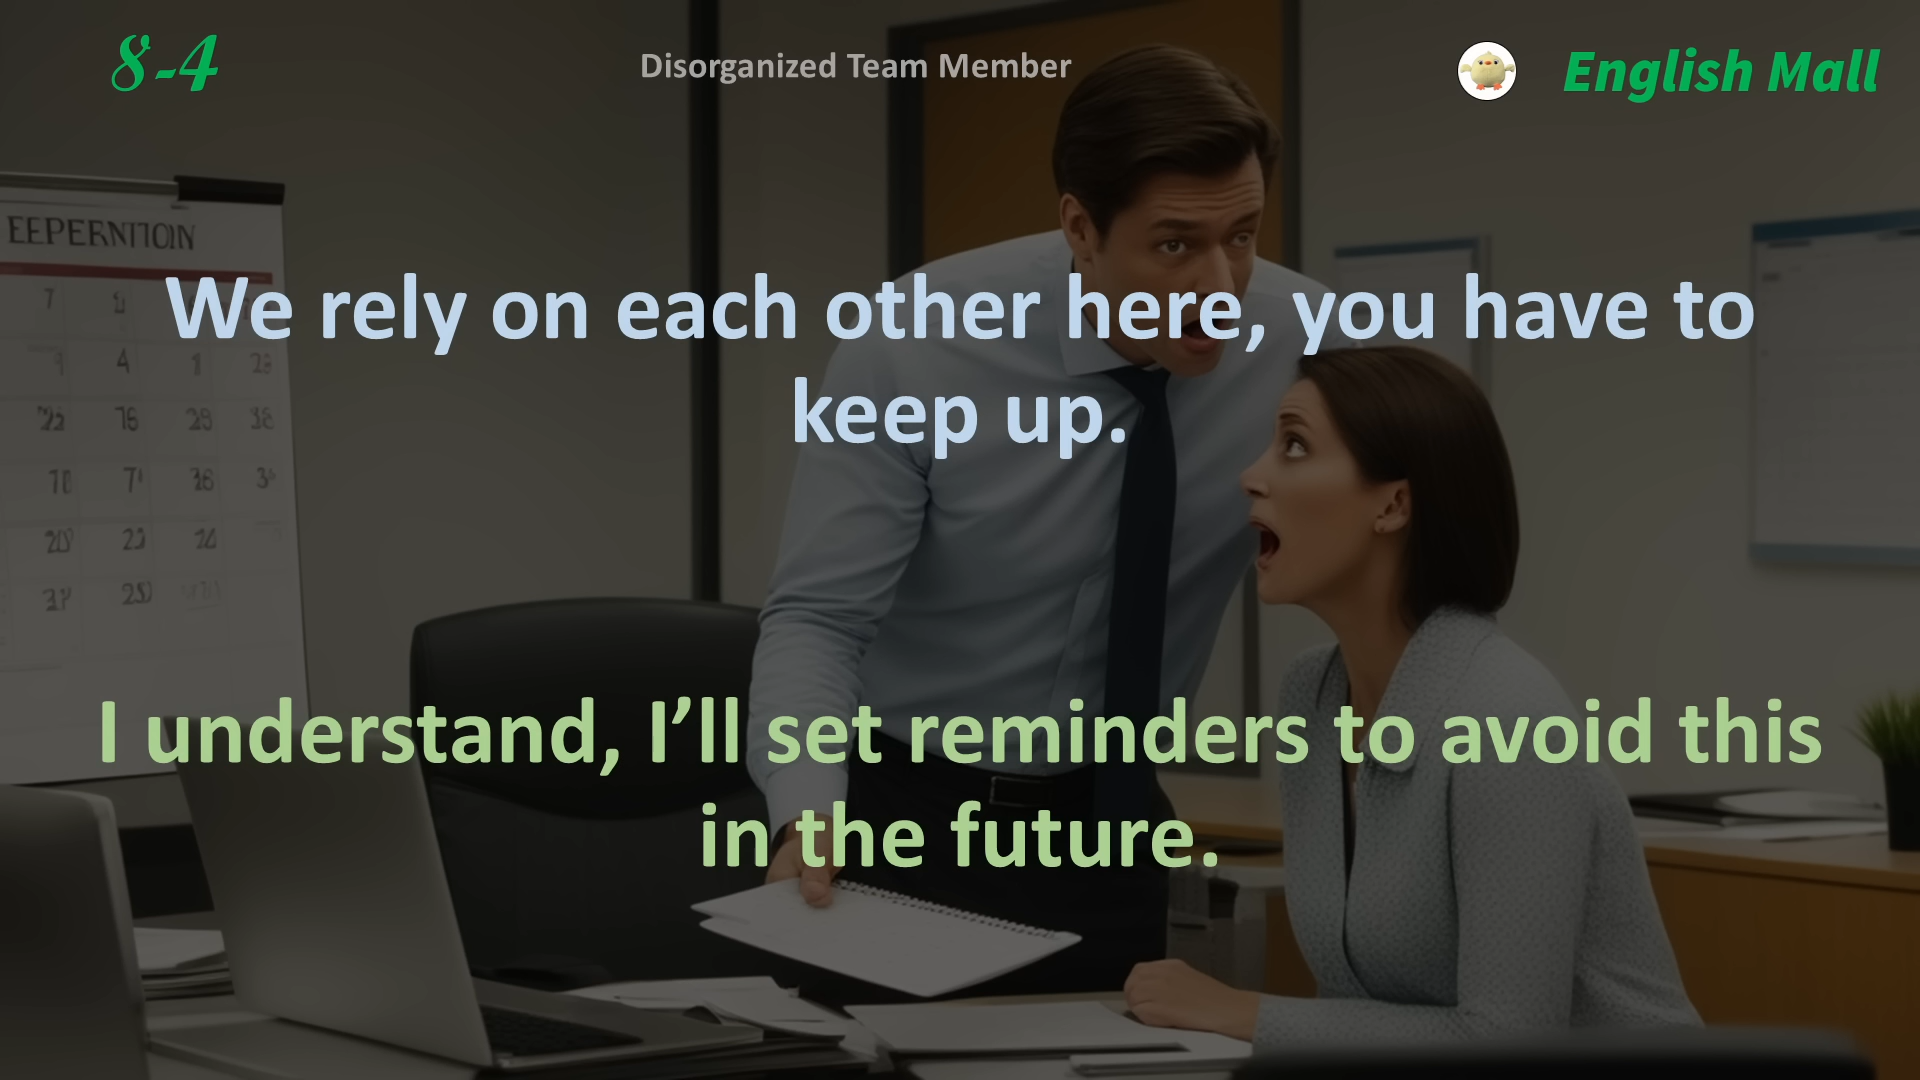 8-4
Disorganized Team Member
English Mall
EEPERNTION
We rely on each other here, you have to
keep up.
I understand, I’ll set reminders to avoid this
in the future.